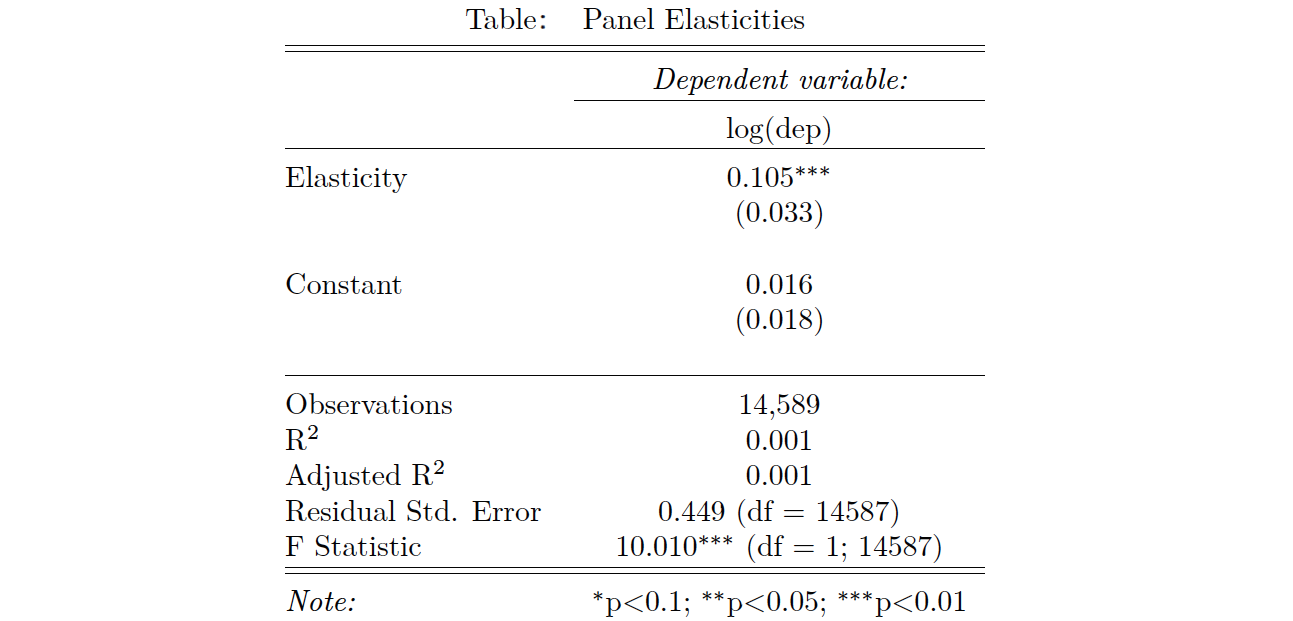 Table: Panel Elasticities
Dependent variable:
log(dep)
Elasticity 0.105***
(0.033)
Constant 0.016
(0.018)
Observations 14,589
R² 0.001
Adjusted R² 0.001
Residual Std. Error 0.449 (df = 14587)
F Statistic 10.010*** (df = 1; 14587)
Note: *p<0.1; **p<0.05; ***p<0.01